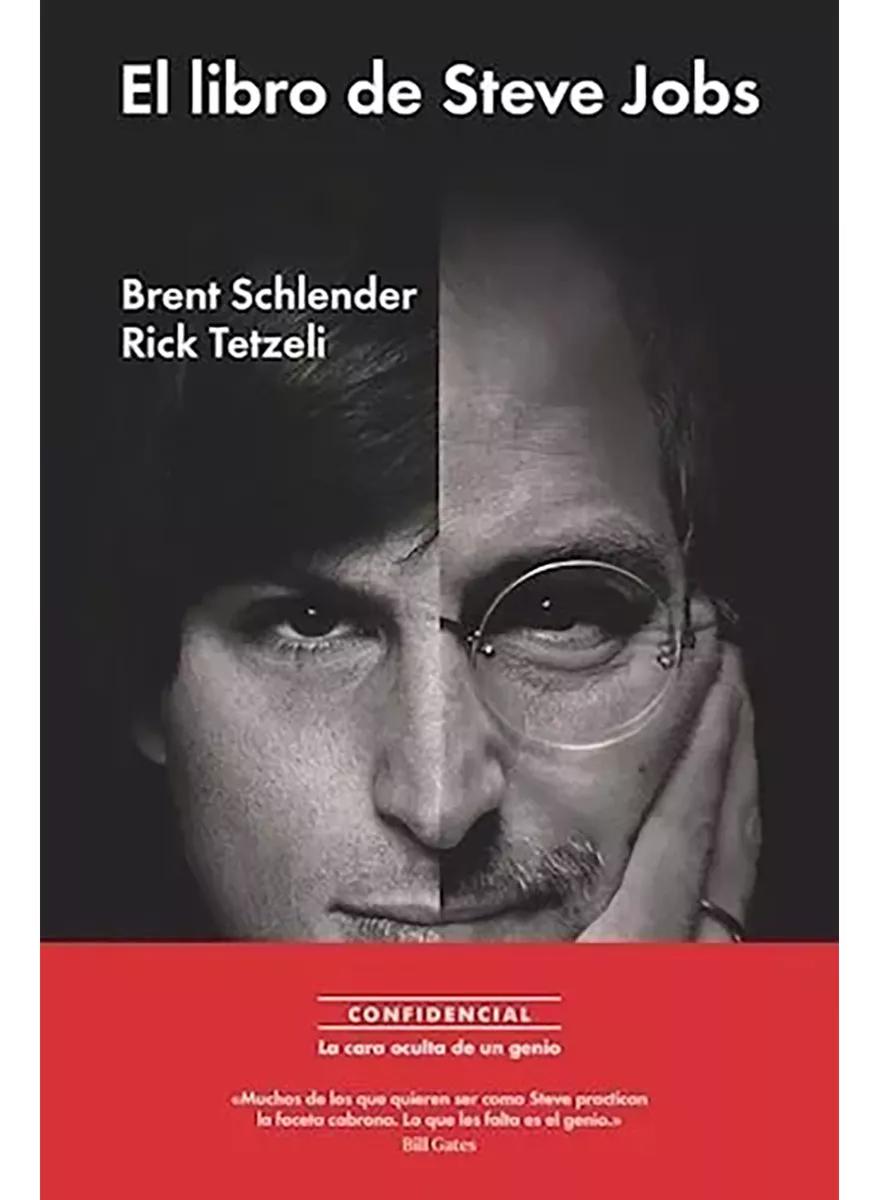 El libro de Steve Jobs
Brent Schlender
Rick Tetzeli
CONFIDENCIAL
La cara oculta de un genio
«Muchos de los que quieren ser como Steve practican
la faceta cabrona. Lo que les falta es el genio.»
Bill Gates